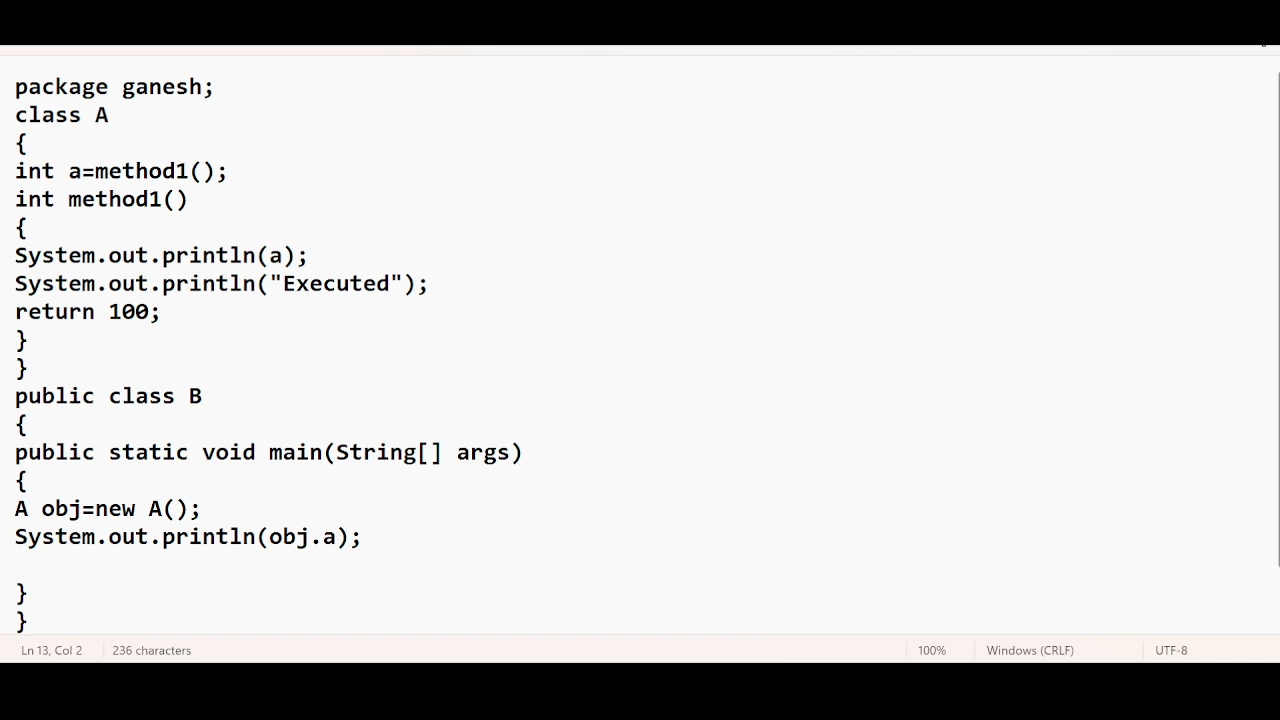 package ganesh;
class A
{
int a=method1();
int method1()
{
System.out.println(a);
System.out.println("Executed");
return 100;
}
}
public class B
{
public static void main(String[] args)
{
A obj=new A();
System.out.println(obj.a);
}
}
Ln 13, Col 2 236 characters 100% Windows (CRLF) UTF-8